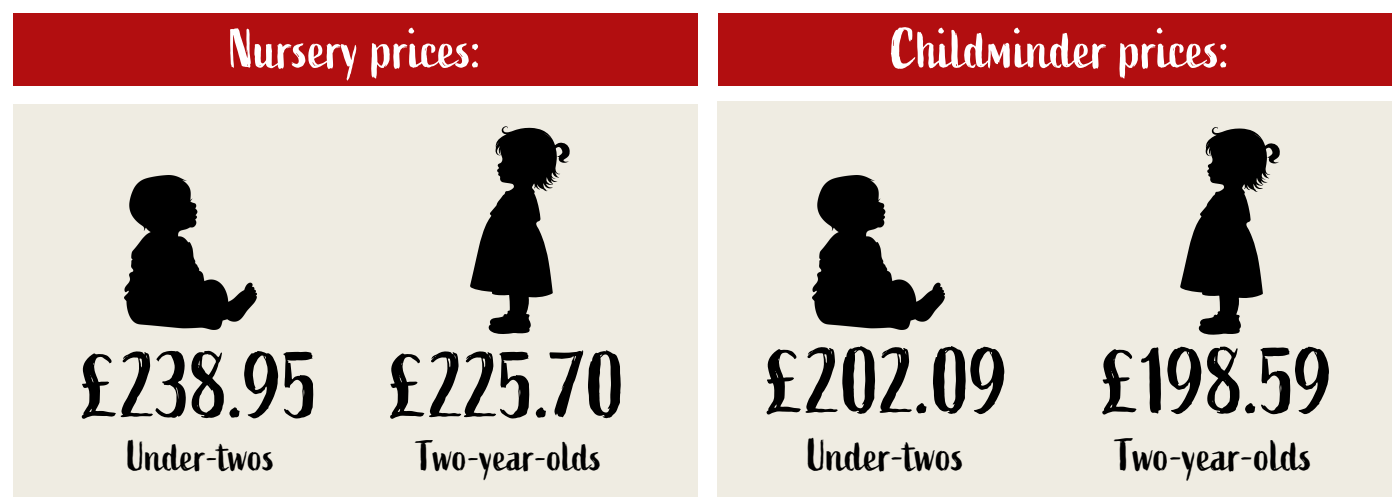 Nursery prices:
£238.95
Under-twos
£225.70
Two-year-olds
Childminder prices:
£202.09
Under-twos
£198.59
Two-year-olds